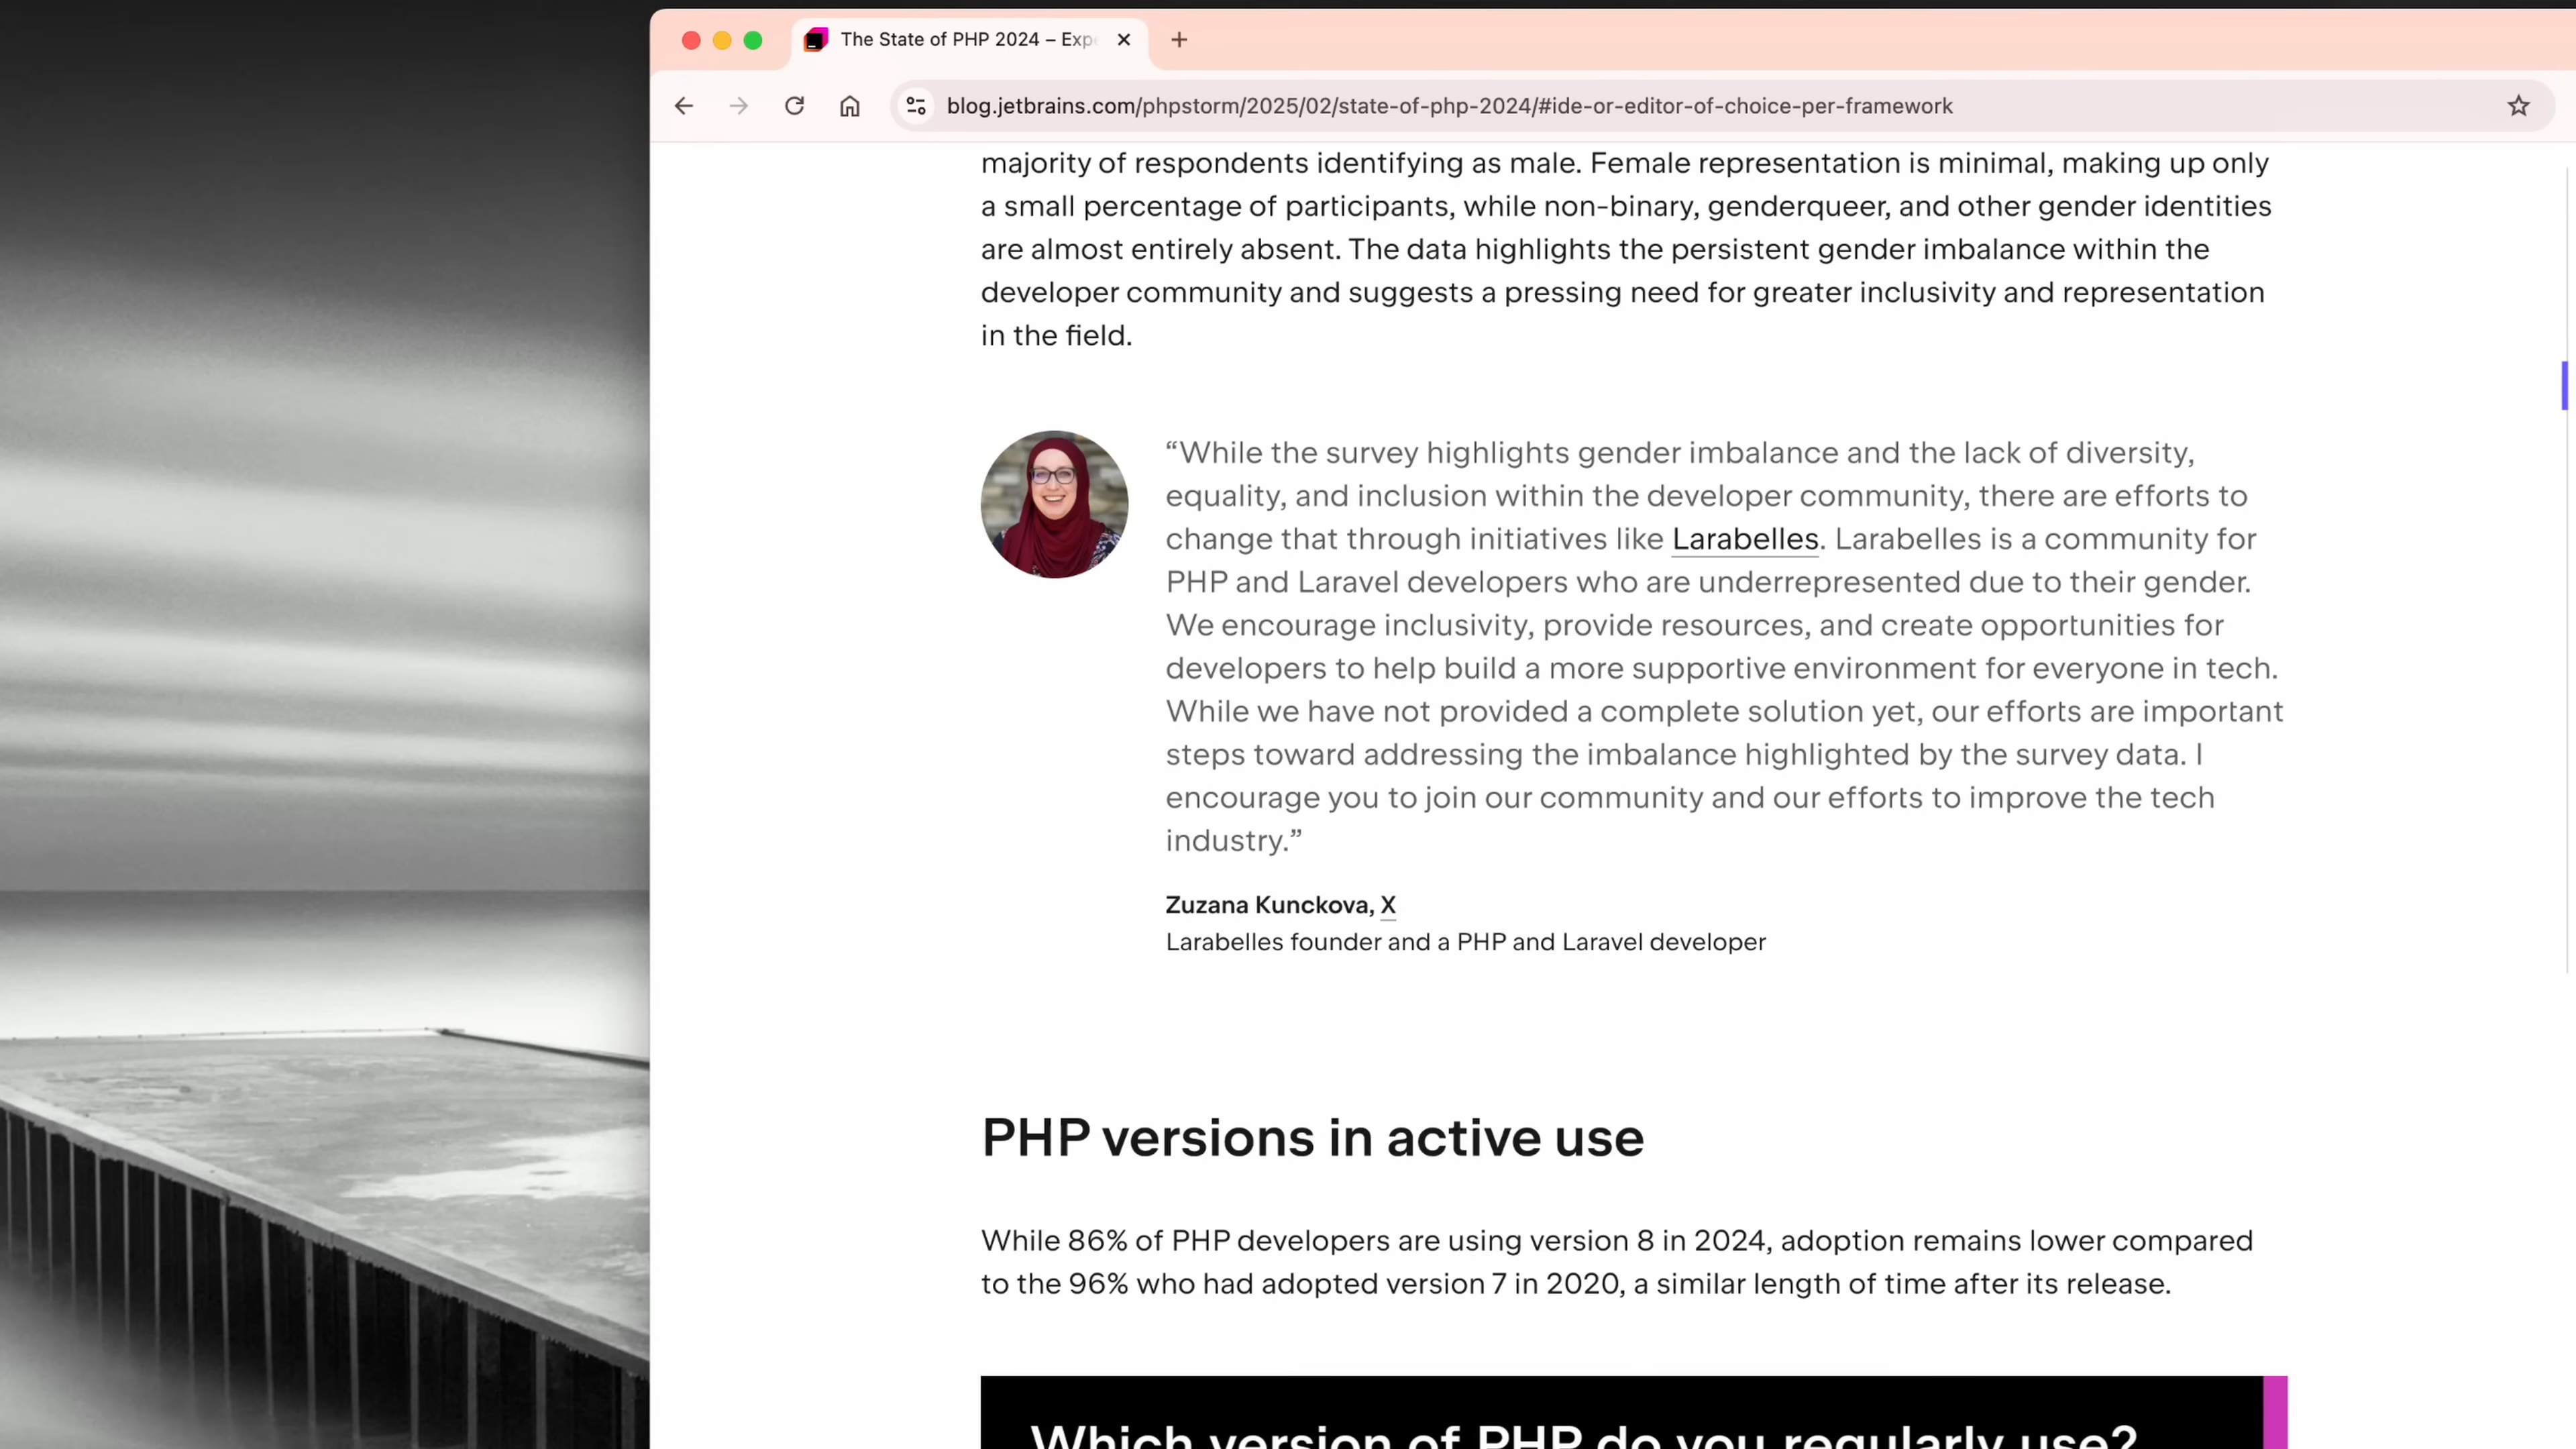 The State of PHP 2024 – Exp
blog.jetbrains.com/phpstorm/2025/02/state-of-php-2024/#ide-or-editor-of-choice-per-framework
majority of respondents identifying as male. Female representation is minimal, making up only
a small percentage of participants, while non-binary, genderqueer, and other gender identities
are almost entirely absent. The data highlights the persistent gender imbalance within the
developer community and suggests a pressing need for greater inclusivity and representation
in the field.
“While the survey highlights gender imbalance and the lack of diversity,
equality, and inclusion within the developer community, there are efforts to
change that through initiatives like Larabelles. Larabelles is a community for
PHP and Laravel developers who are underrepresented due to their gender.
We encourage inclusivity, provide resources, and create opportunities for
developers to help build a more supportive environment for everyone in tech.
While we have not provided a complete solution yet, our efforts are important
steps toward addressing the imbalance highlighted by the survey data. I
encourage you to join our community and our efforts to improve the tech
industry.”
Zuzana Kunckova, X
Larabelles founder and a PHP and Laravel developer
PHP versions in active use
While 86% of PHP developers are using version 8 in 2024, adoption remains lower compared
to the 96% who had adopted version 7 in 2020, a similar length of time after its release.
Which version of PHP do you regularly use?